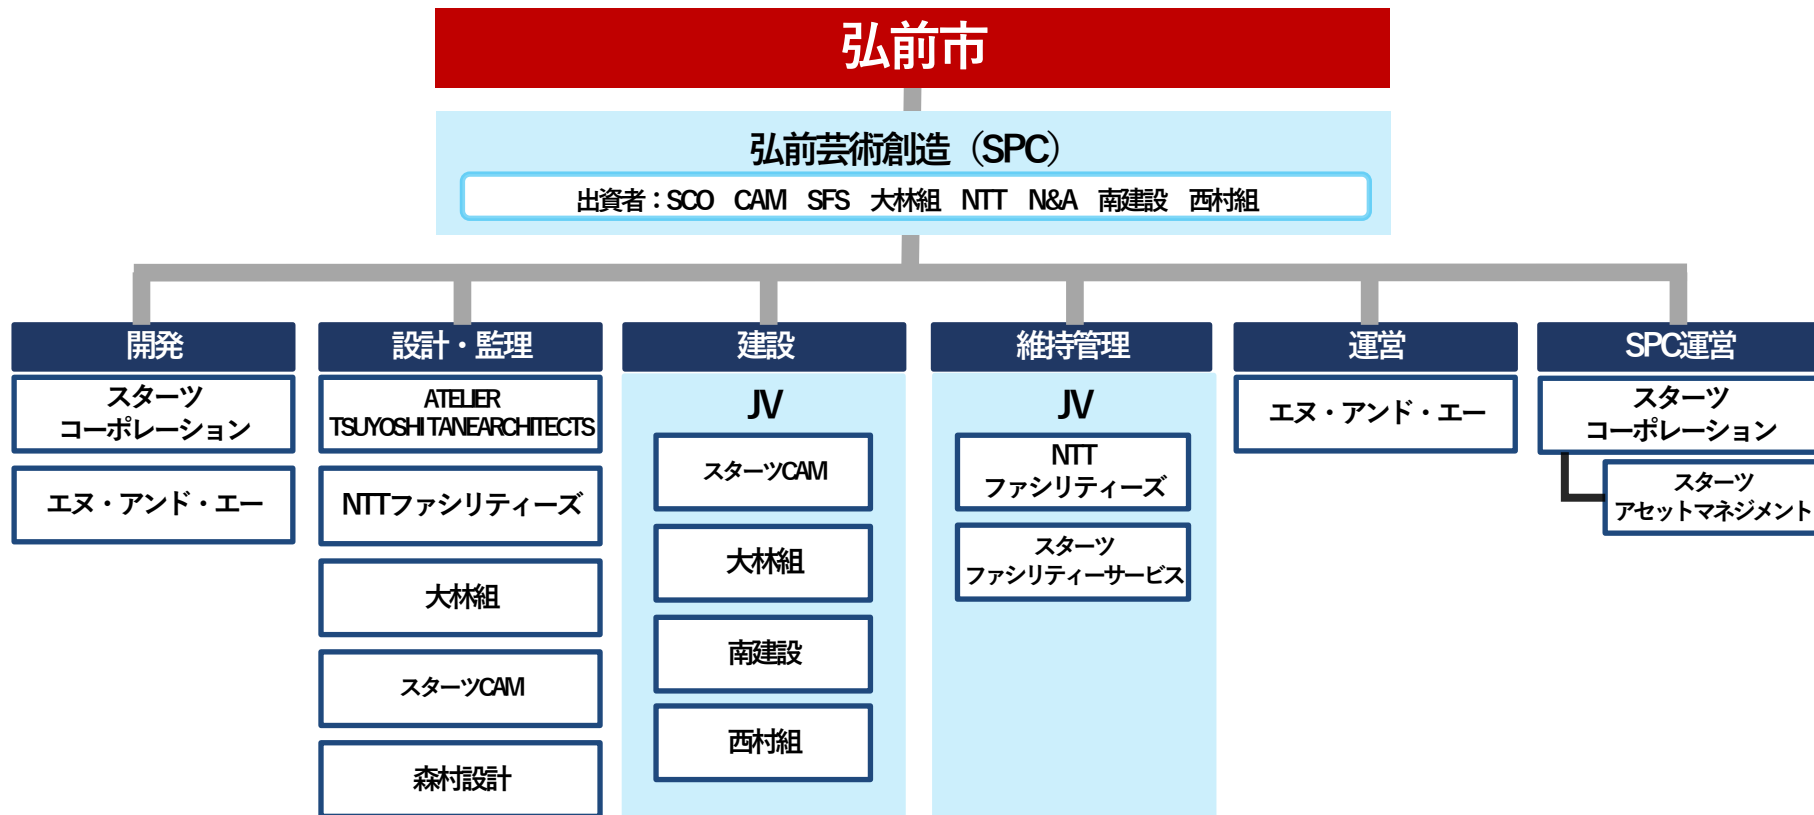 弘前市
弘前芸術創造（SPC）
出資者：SCO CAM SFS 大林組 NTT N&A 南建設 西村組
開発
スターツ
コーポレーション
エヌ・アンド・エー
設計・監理
ATELIER
TSUYOSHI TANEARCHITECTS
NTTファシリティーズ
大林組
スターツCAM
森村設計
建設
JV
スターツCAM
大林組
南建設
西村組
維持管理
JV
NTT
ファシリティーズ
スターツ
ファシリティーサービス
運営
エヌ・アンド・エー
SPC運営
スターツ
コーポレーション
スターツ
アセットマネジメント